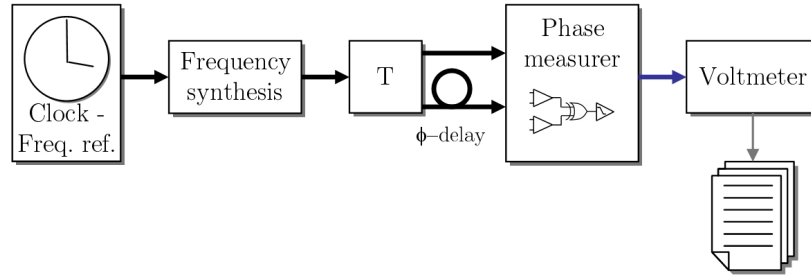 Clock -
Freq. ref.
Frequency
synthesis
T
ϕ–delay
Phase
measurer
Voltmeter